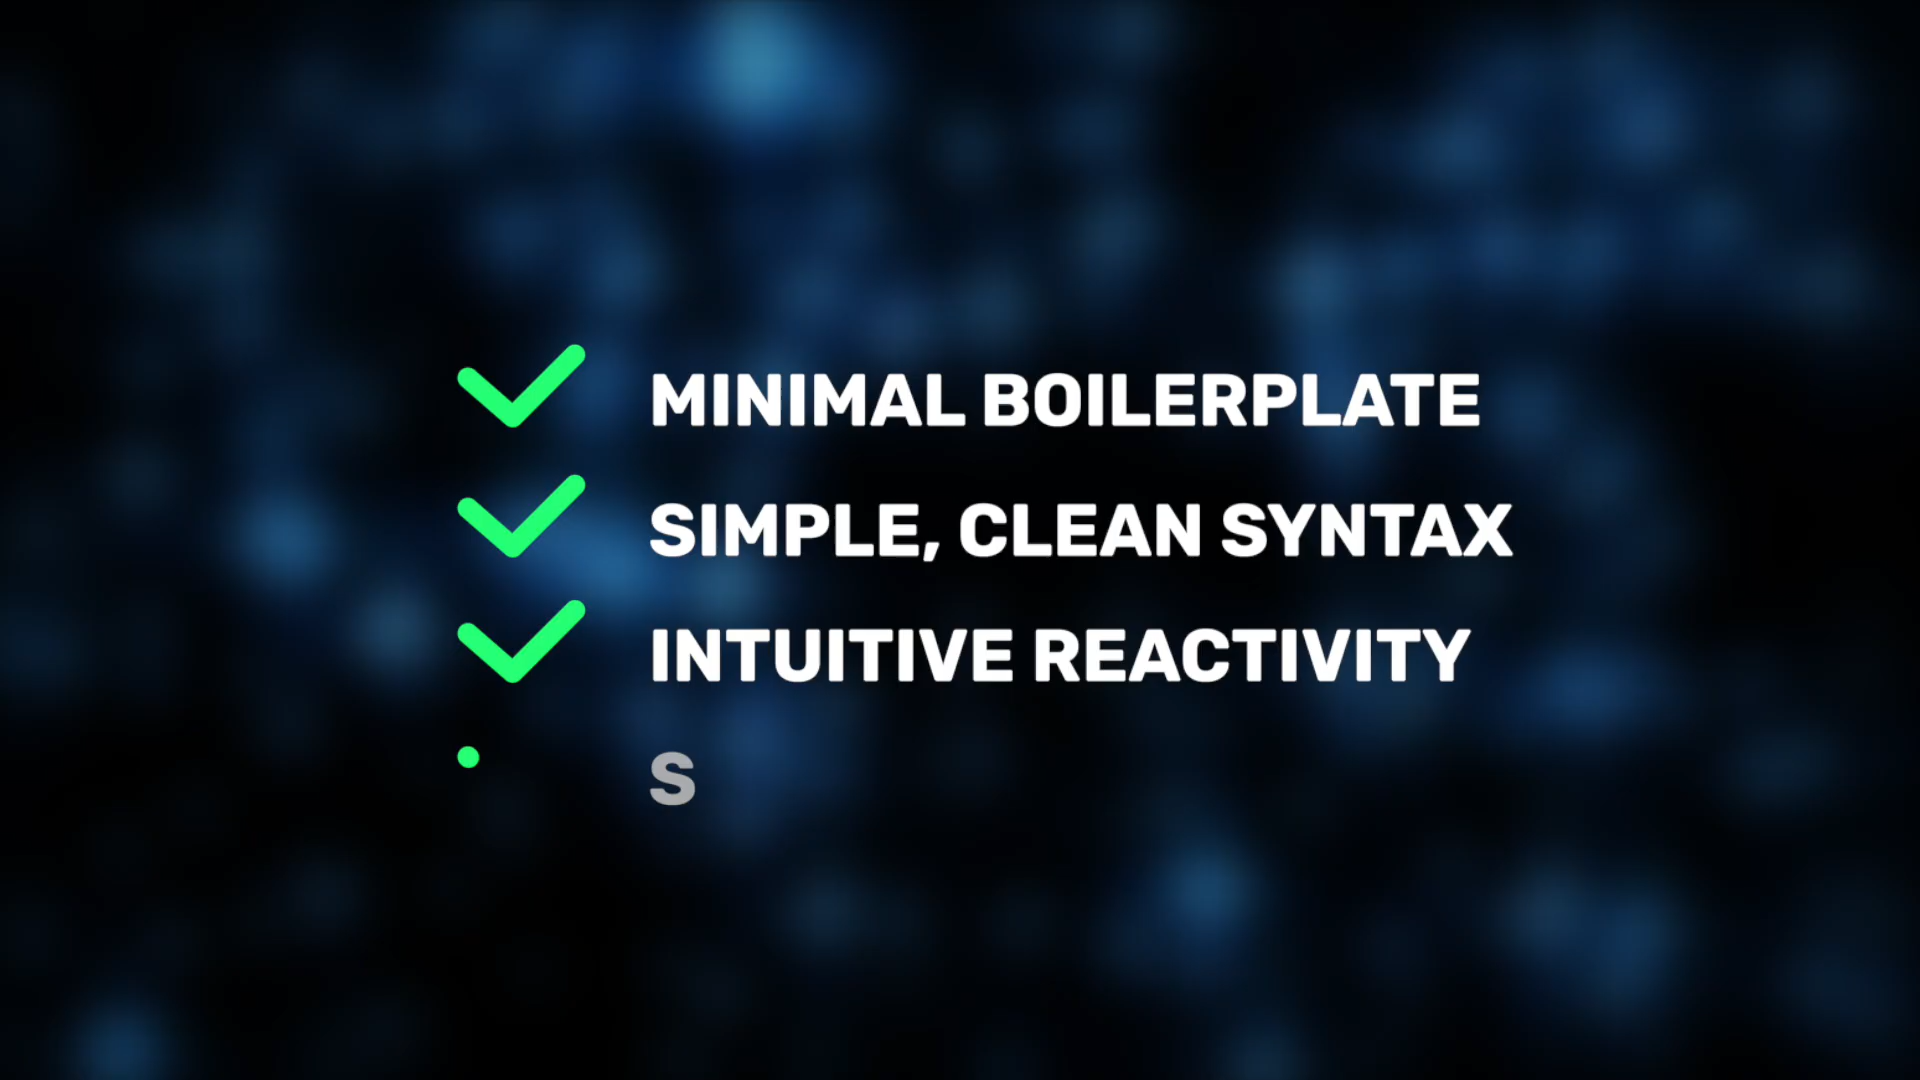 MINIMAL BOILERPLATE
SIMPLE, CLEAN SYNTAX
INTUITIVE REACTIVITY
S